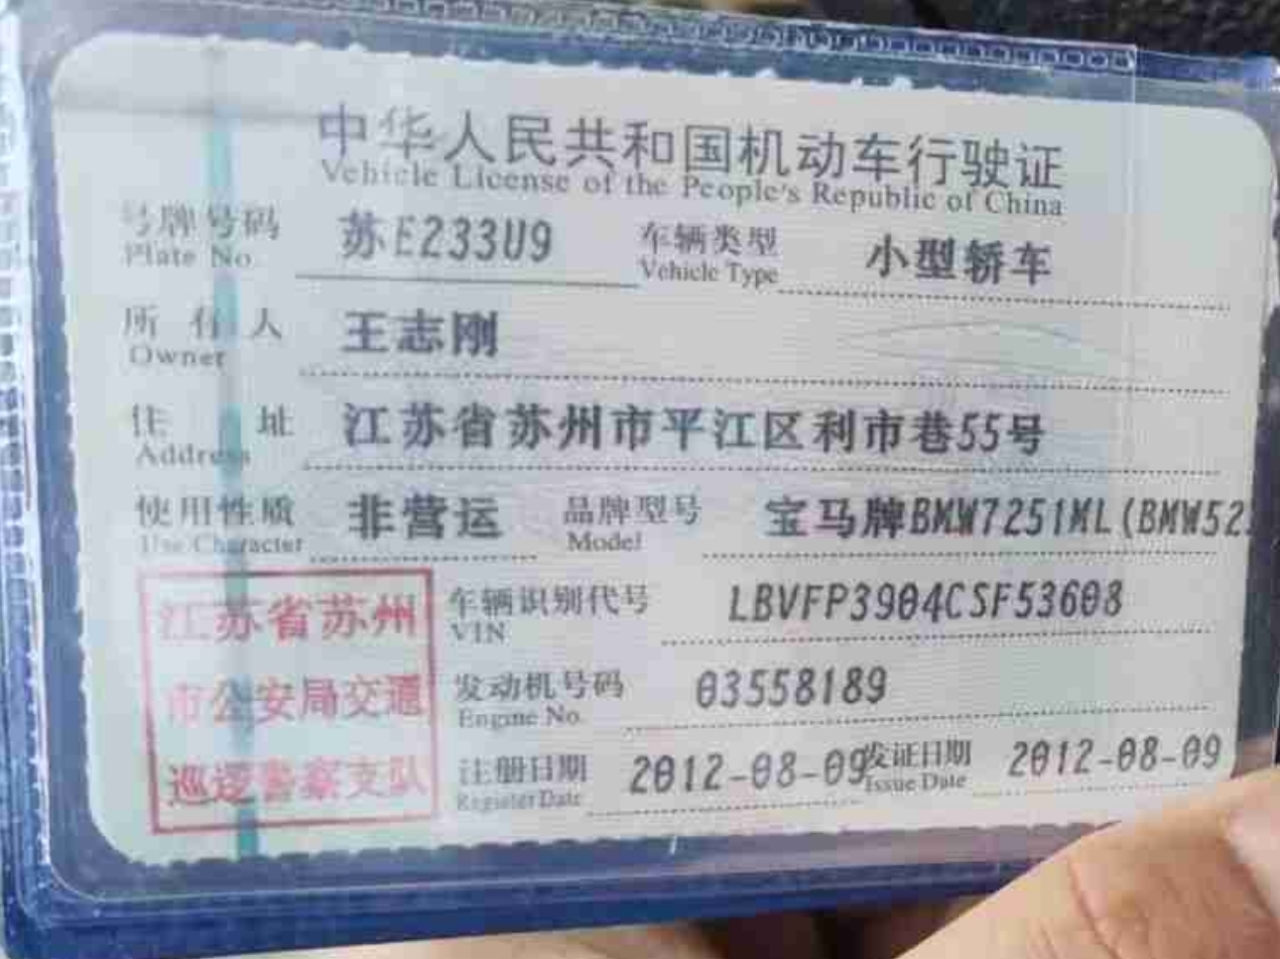 中华人民共和国机动车行驶证
Vehicle License of the People's Republic of China
号牌号码 苏E233U9 车辆类型 小型轿车
Plate No. Vehicle Type
所有人 王志刚
Owner
住址 江苏省苏州市平江区利市巷55号
Address
使用性质 非营运 品牌型号 宝马牌BMW7251ML(BMW52
Use Character Model
江苏省苏州
市公安局交通
巡逻警察支队
车辆识别代号 LBVFP3904CSF53608
VIN
发动机号码 03558189
Engine No.
注册日期 2012-08-09 发证日期 2012-08-09
Register Date Issue Date